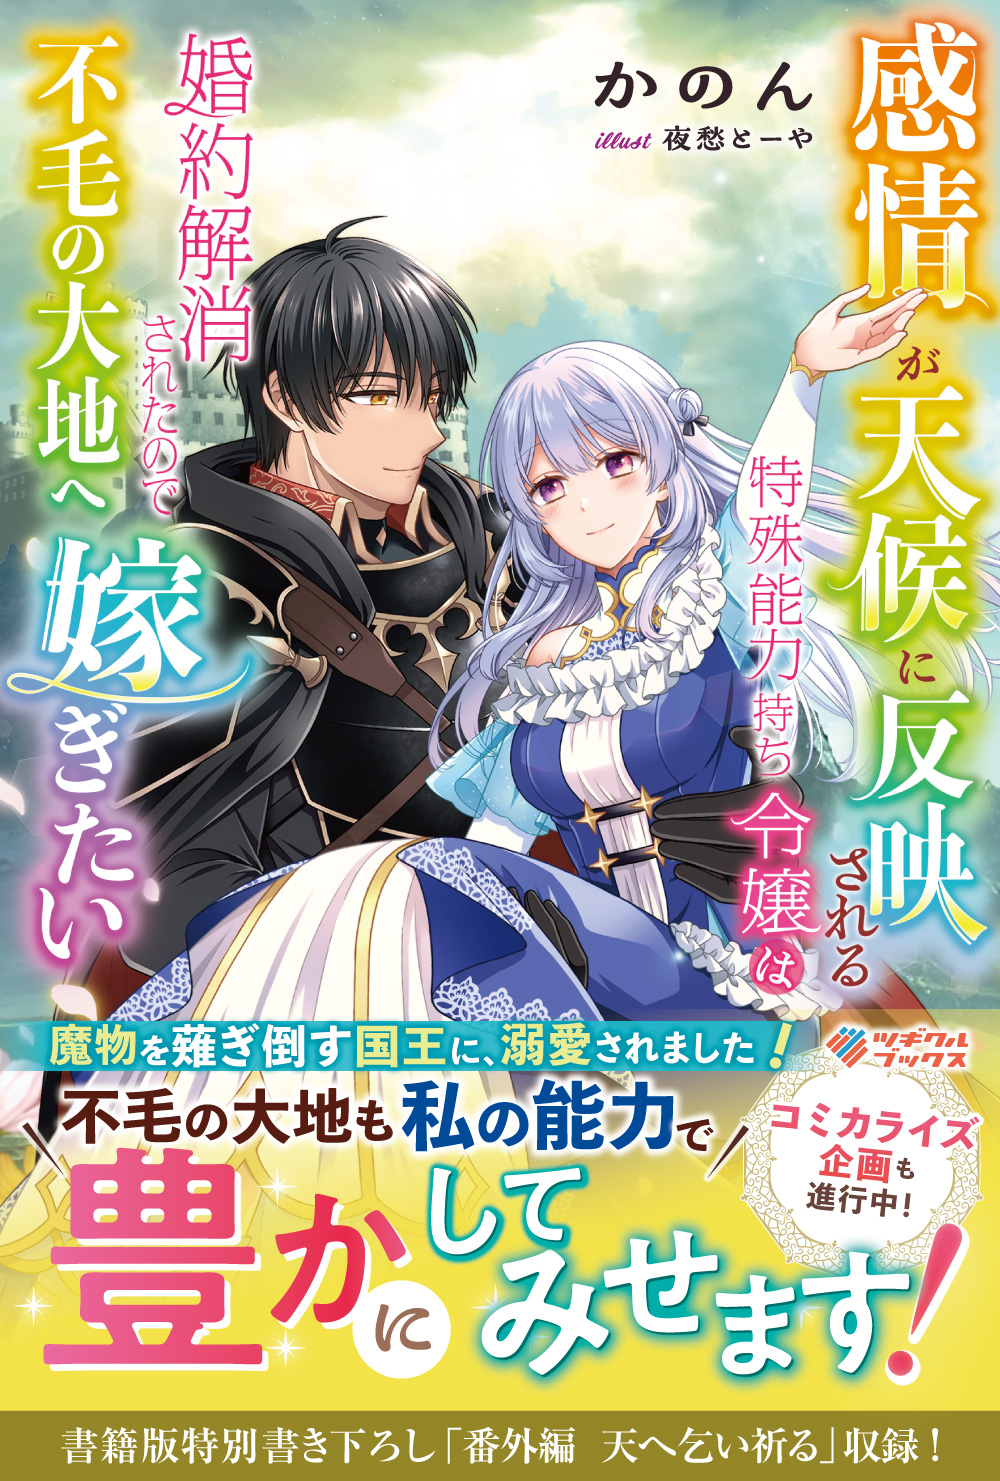 感情が天候に反映される
特殊能力持ち令嬢は
婚約解消されたので
不毛の大地へ嫁ぎたい
かのん
illust 夜愁とーや
魔物を薙ぎ倒す国王に、溺愛されました！
ツギクル
ブックス
不毛の大地も私の能力で
豊かにして
みせます！
コミカライズ
企画も
進行中！
書籍版特別書き下ろし「番外編　天へ乞い祈る」収録！